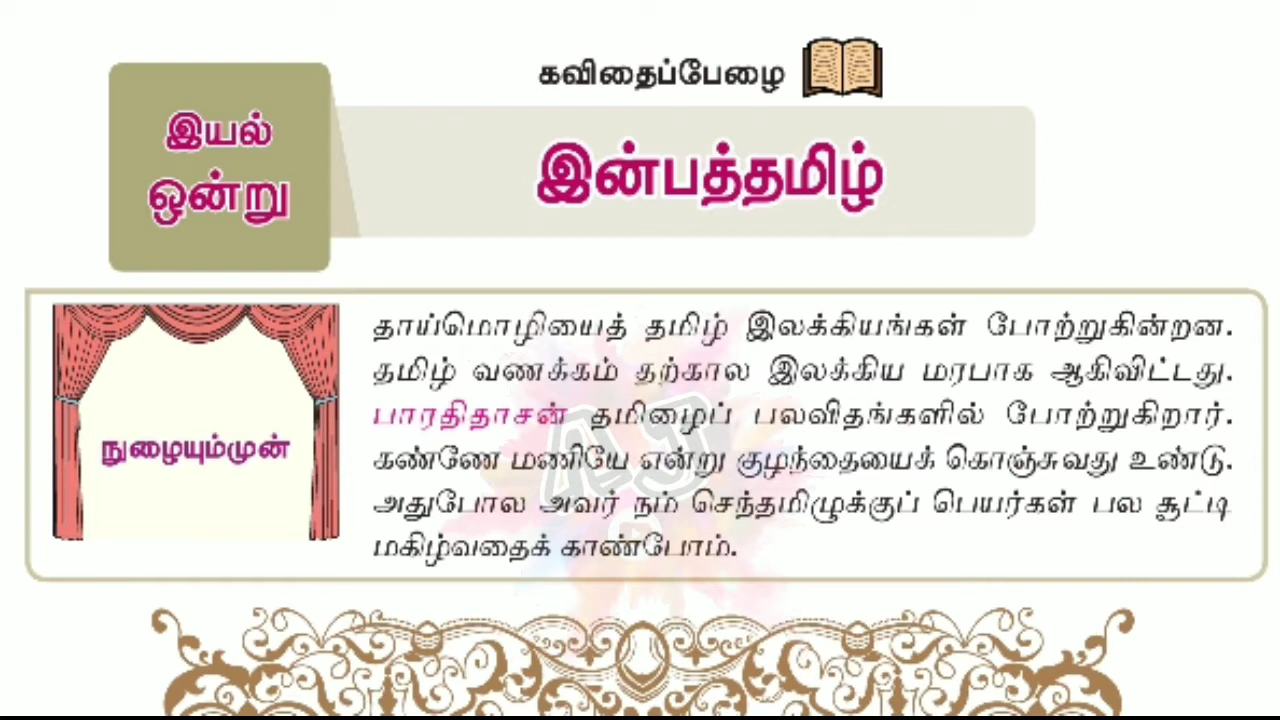 கவிதைப்பேழை
இயல்
ஒன்று
இன்பத்தமிழ்
நுழையும்முன்
தாய்மொழியைத் தமிழ் இலக்கியங்கள் போற்றுகின்றன.
தமிழ் வணக்கம் தற்கால இலக்கிய மரபாக ஆகிவிட்டது.
பாரதிதாசன் தமிழைப் பலவிதங்களில் போற்றுகிறார்.
கண்ணே மணியே என்று குழந்தையைக் கொஞ்சுவது உண்டு.
அதுபோல அவர் நம் செந்தமிழுக்குப் பெயர்கள் பல சூட்டி
மகிழ்வதைக் காண்போம்.
AJ